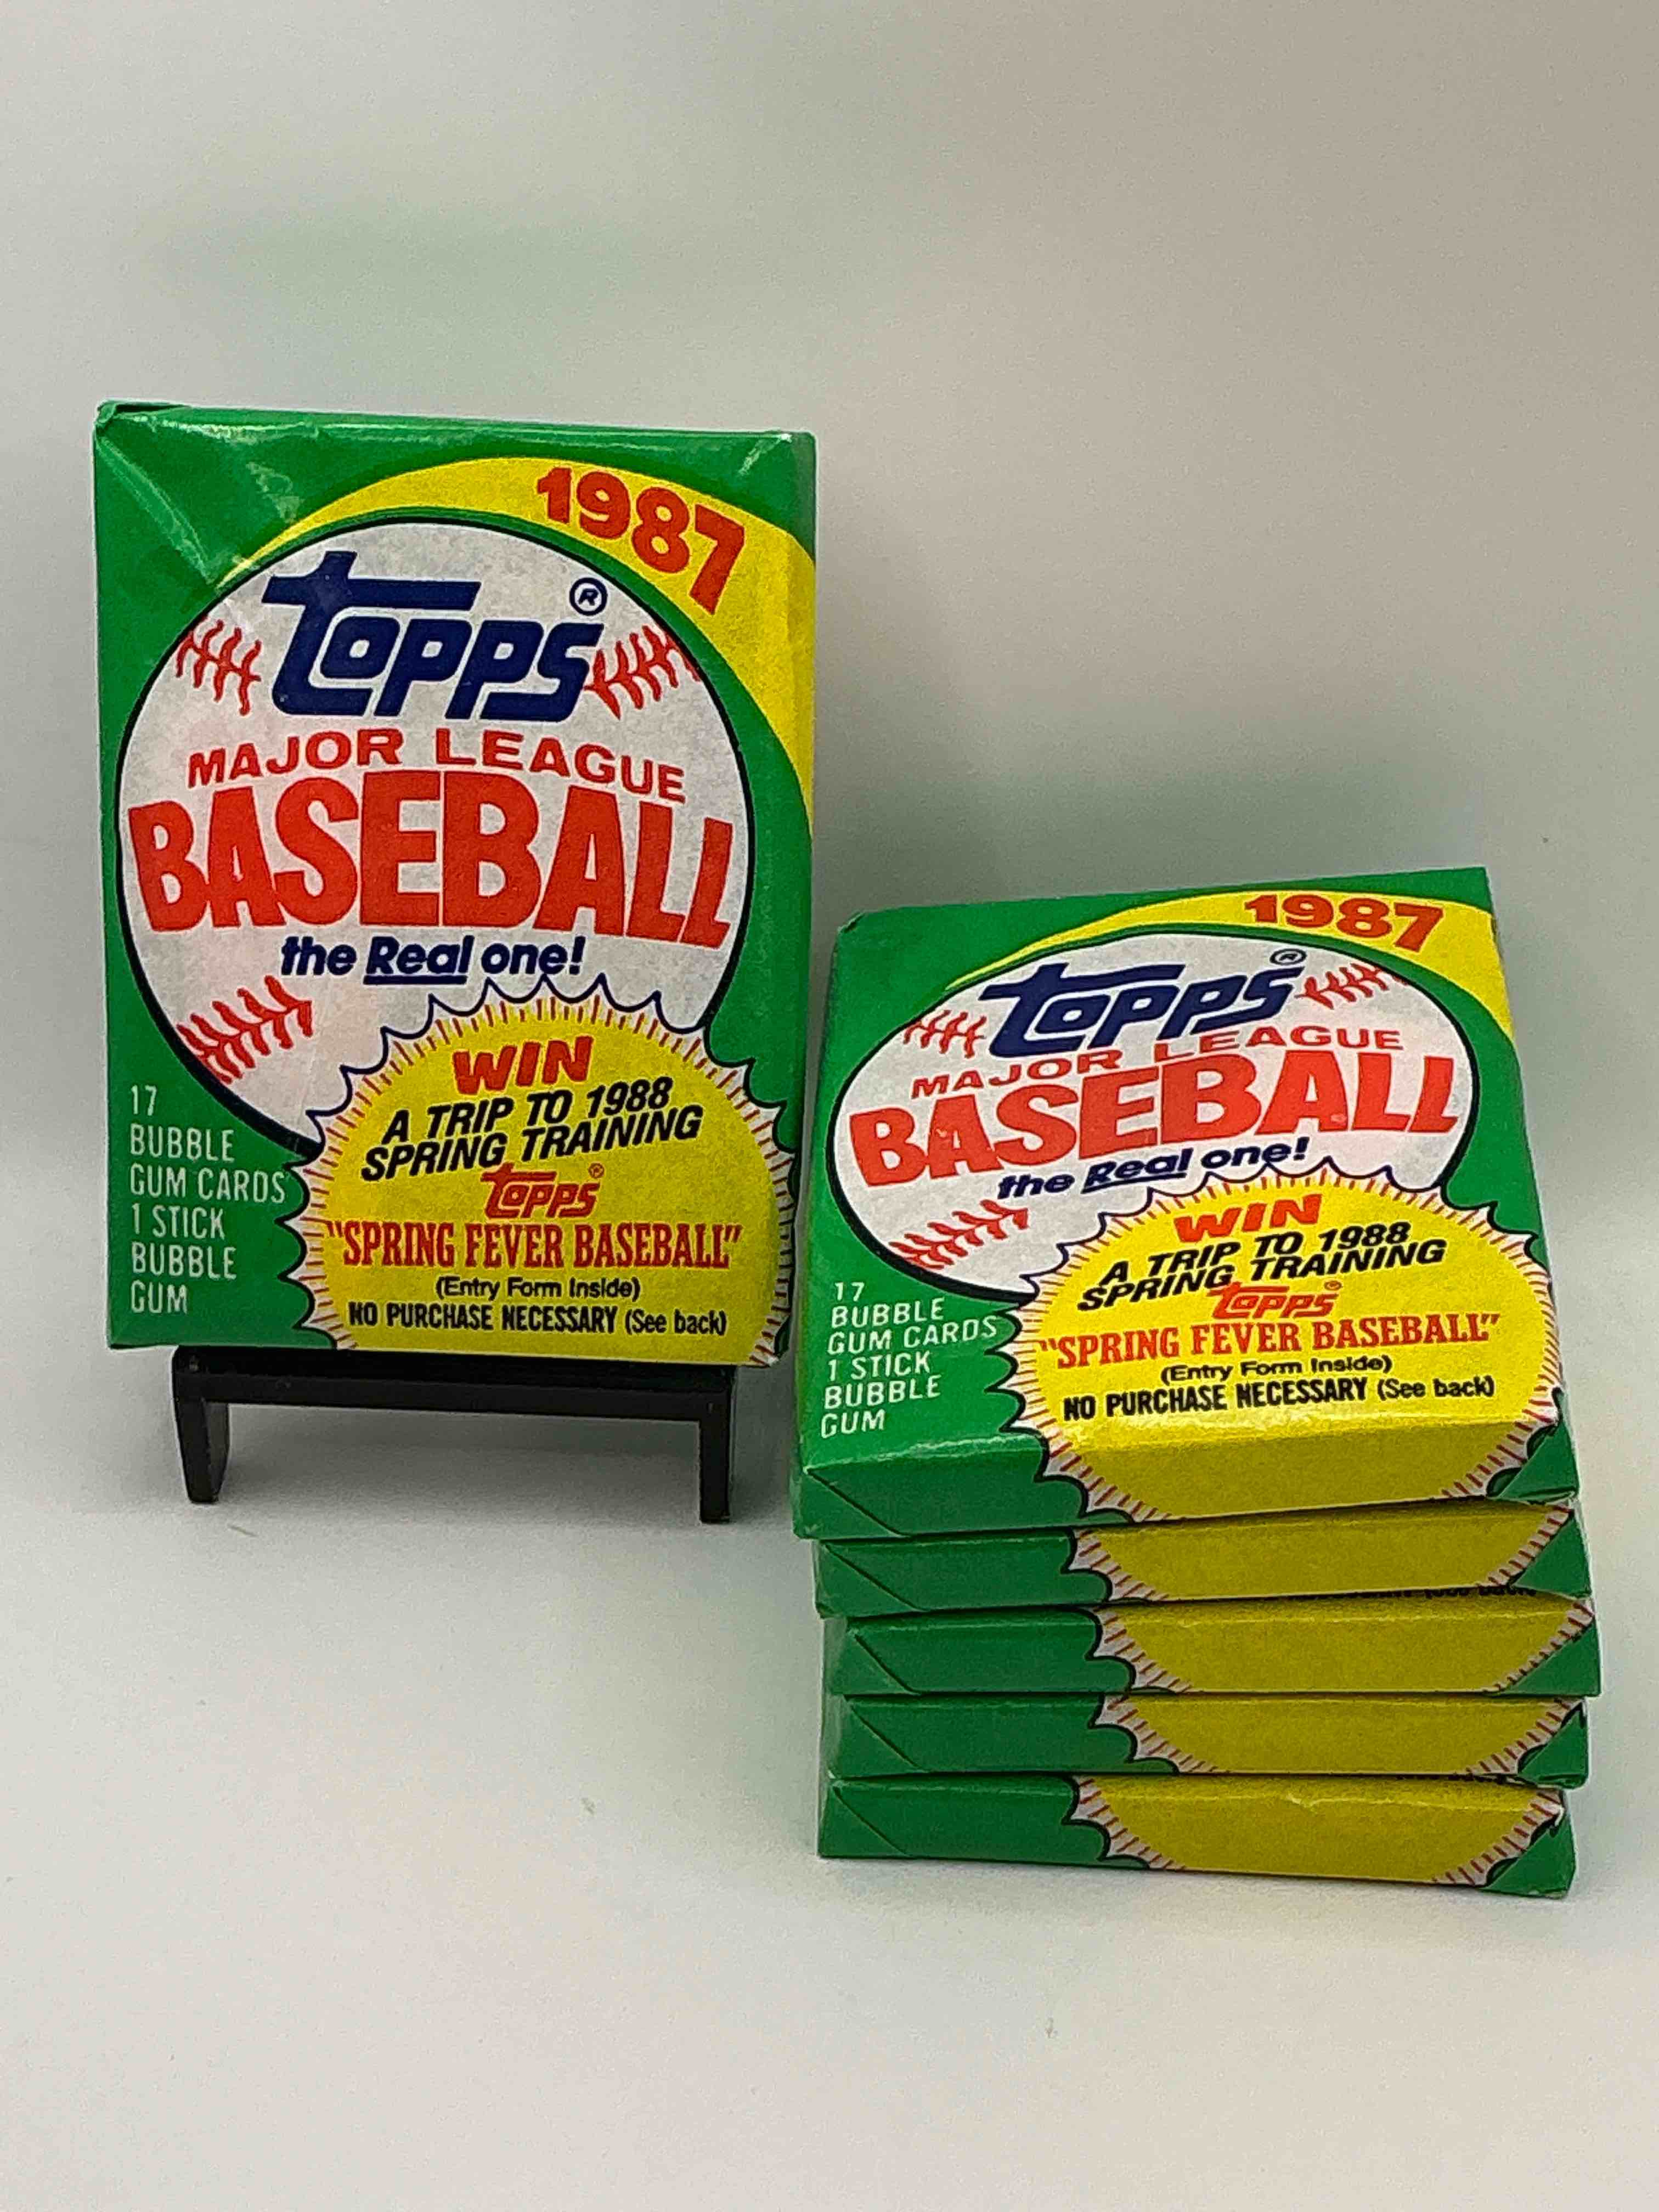 1987
Topps®
MAJOR LEAGUE
BASEBALL
the Real one!
WIN
A TRIP TO 1988
SPRING TRAINING
Topps®
"SPRING FEVER BASEBALL"
(Entry Form Inside)
NO PURCHASE NECESSARY (See back)
17
BUBBLE
GUM CARDS
1 STICK
BUBBLE
GUM
1987
Topps®
MAJOR LEAGUE
BASEBALL
the Real one!
WIN
A TRIP TO 1988
SPRING TRAINING
Topps®
"SPRING FEVER BASEBALL"
(Entry Form Inside)
NO PURCHASE NECESSARY (See back)
17
BUBBLE
GUM CARDS
1 STICK
BUBBLE
GUM